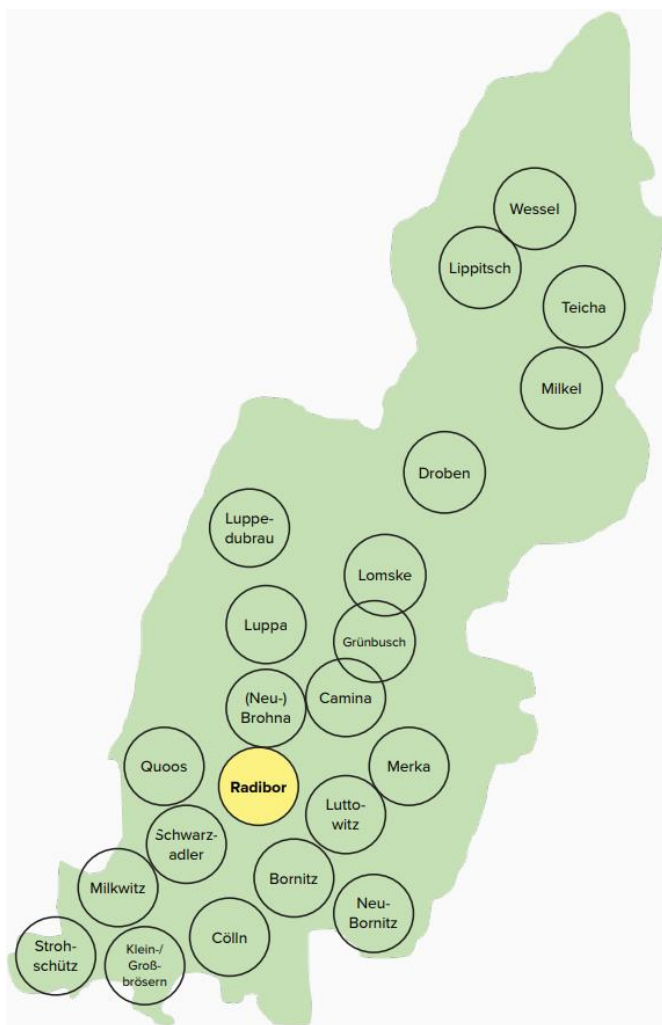 Wessel
Lippitsch
Teicha
Milkel
Droben
Luppe-
dubrau
Lomske
Luppa
Grünbusch
(Neu-)
Brohna
Camina
Quoos
Radibor
Merka
Lutto-
witz
Schwarz-
adler
Bornitz
Milkwitz
Neu-
Bornitz
Cölln
Stroh-
schütz
Klein-/
Groß-
brösern